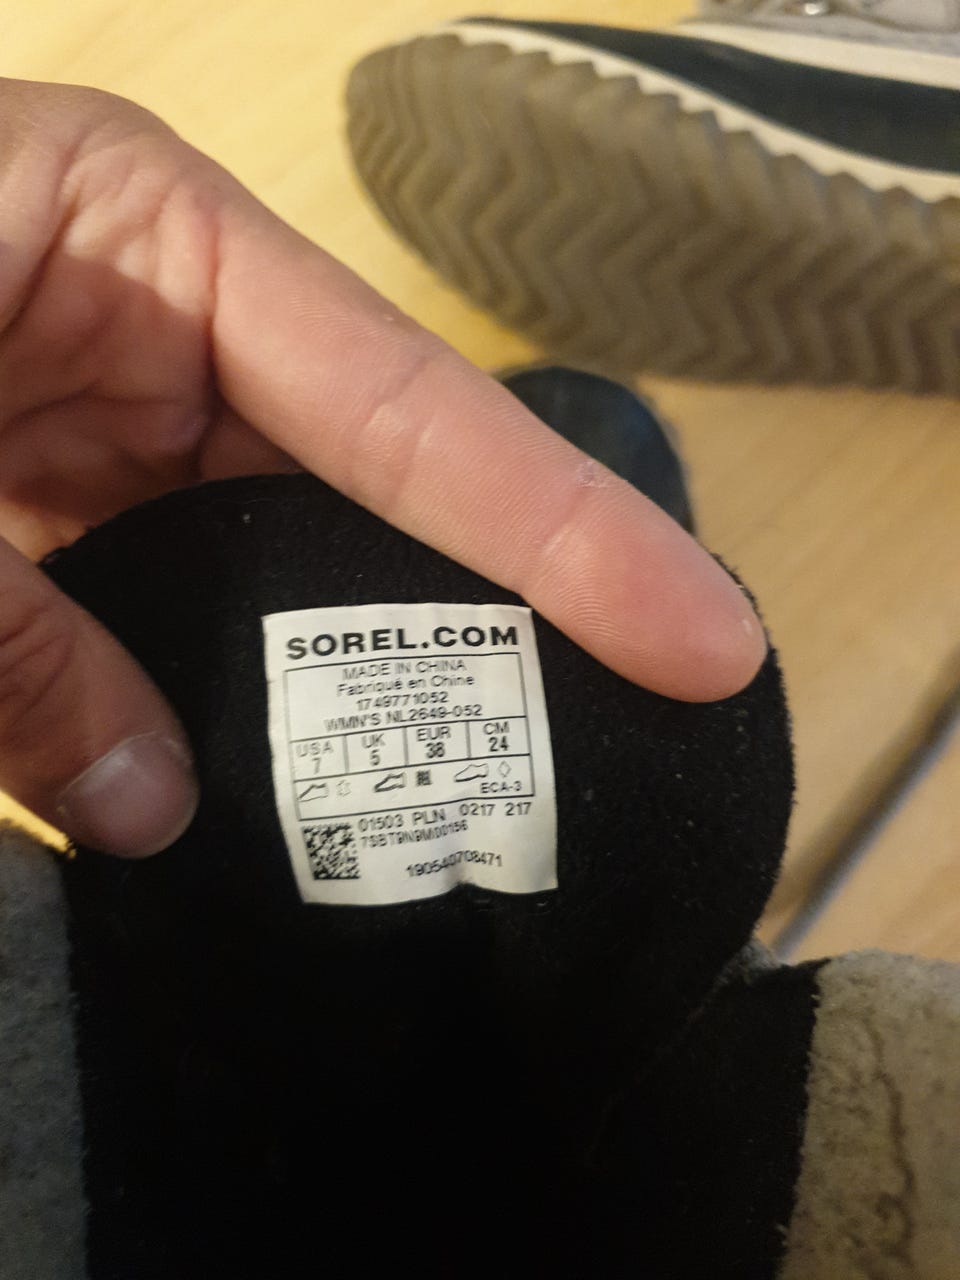 SOREL.COM
MADE IN CHINA
Fabriqué en Chine
1749771052
WMN'S NL2649-052
USA UK EUR CM
7 5 38 24
ECA-3
01503 PLN 0217 217
7SBT9N9M00156
190540708471